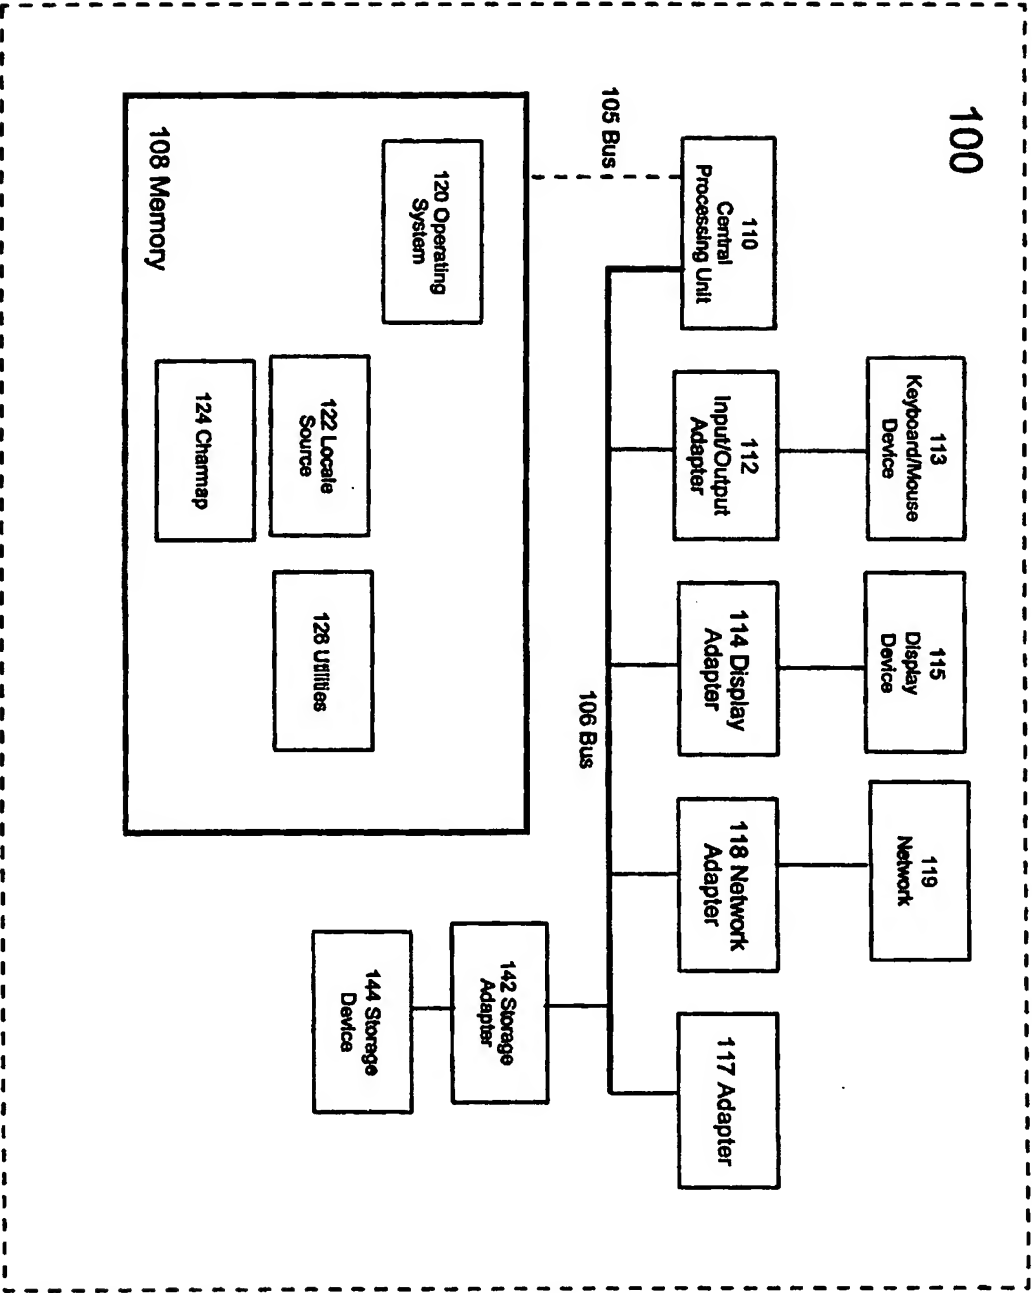 100
110
Central
Processing Unit
113
Keyboard/Mouse
Device
112
Input/Output
Adapter
115
Display
Device
114 Display
Adapter
119
Network
118 Network
Adapter
117 Adapter
105 Bus
106 Bus
120 Operating
System
122 Locale
Source
124 Charmap
128 Utilities
108 Memory
142 Storage
Adapter
144 Storage
Device